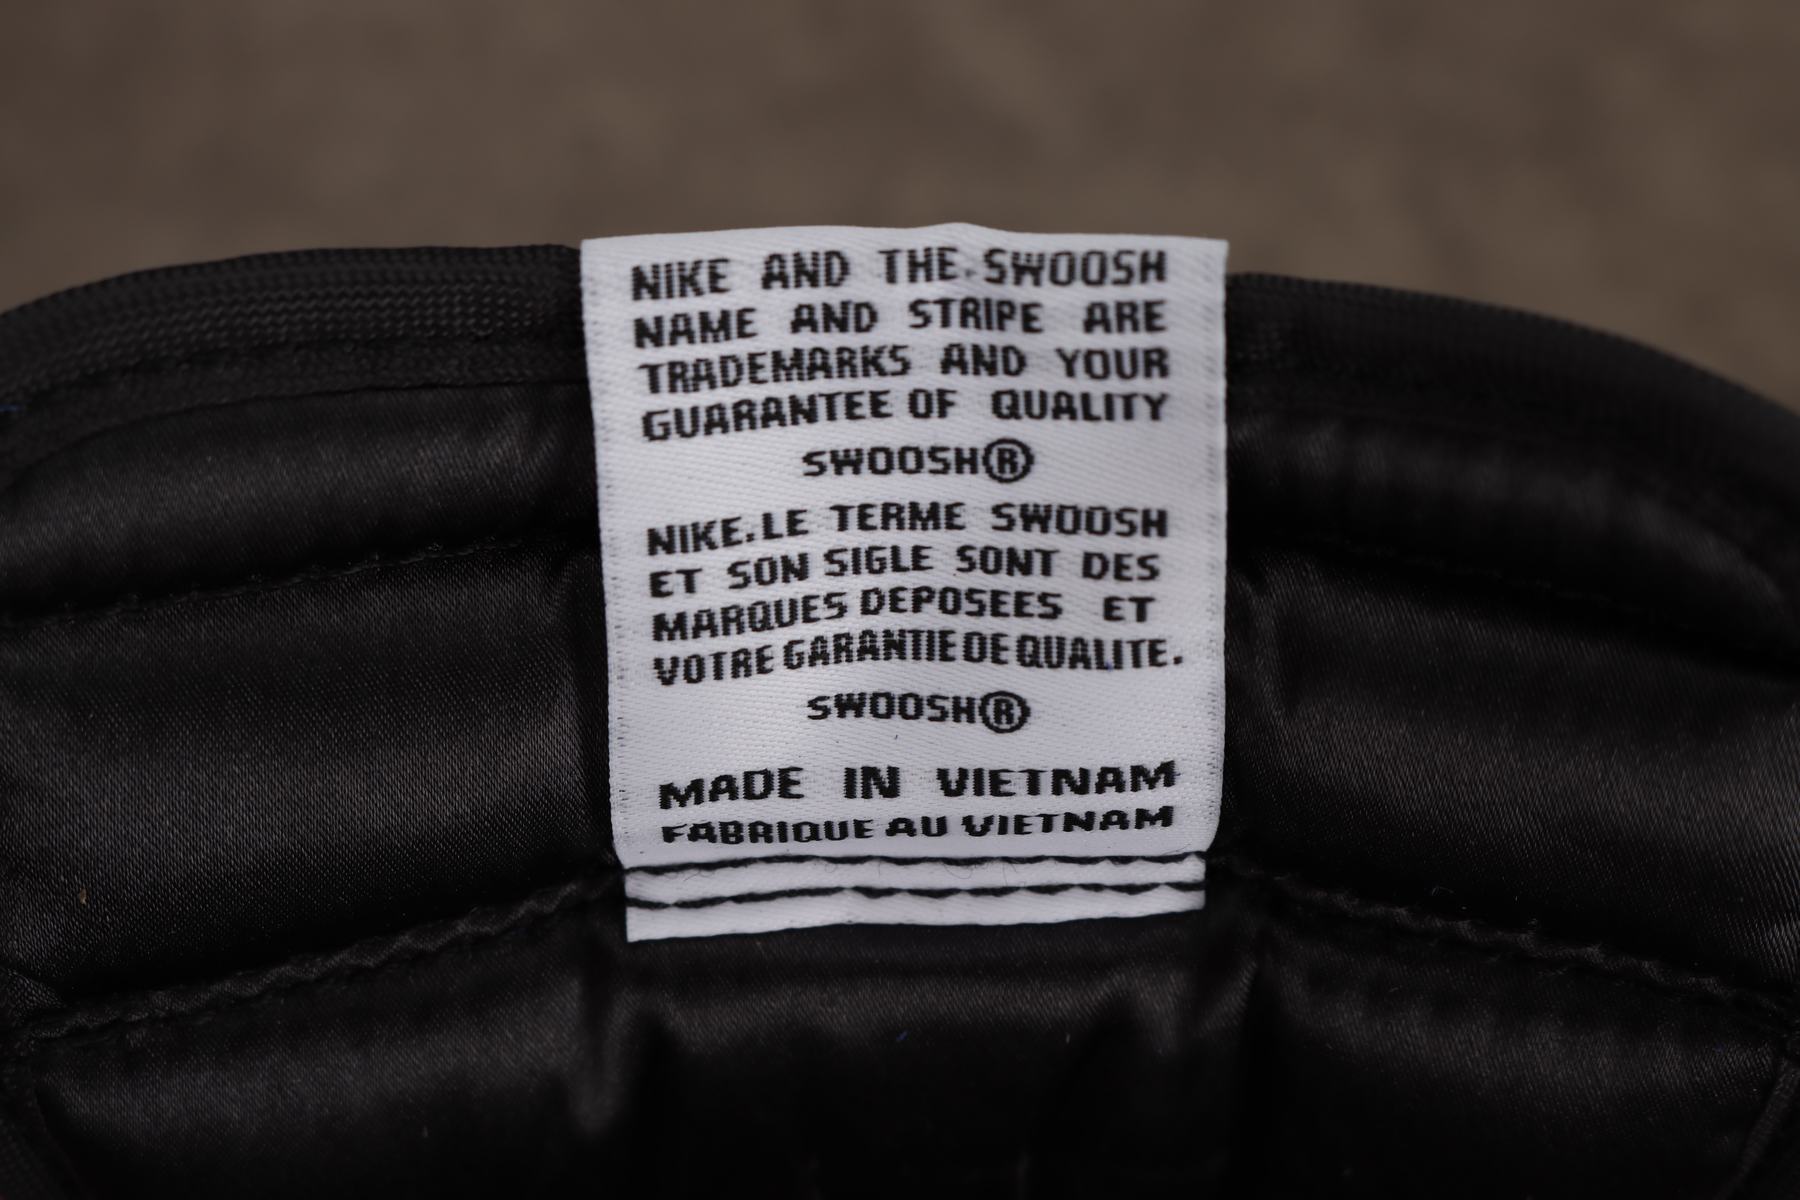 NIKE AND THE SWOOSH
NAME AND STRIPE ARE
TRADEMARKS AND YOUR
GUARANTEE OF QUALITY
SWOOSH®
NIKE.LE TERME SWOOSH
ET SON SIGLE SONT DES
MARQUES DEPOSEES ET
VOTRE GARANTIE DE QUALITE.
SWOOSH®
MADE IN VIETNAM
FABRIQUE AU VIETNAM